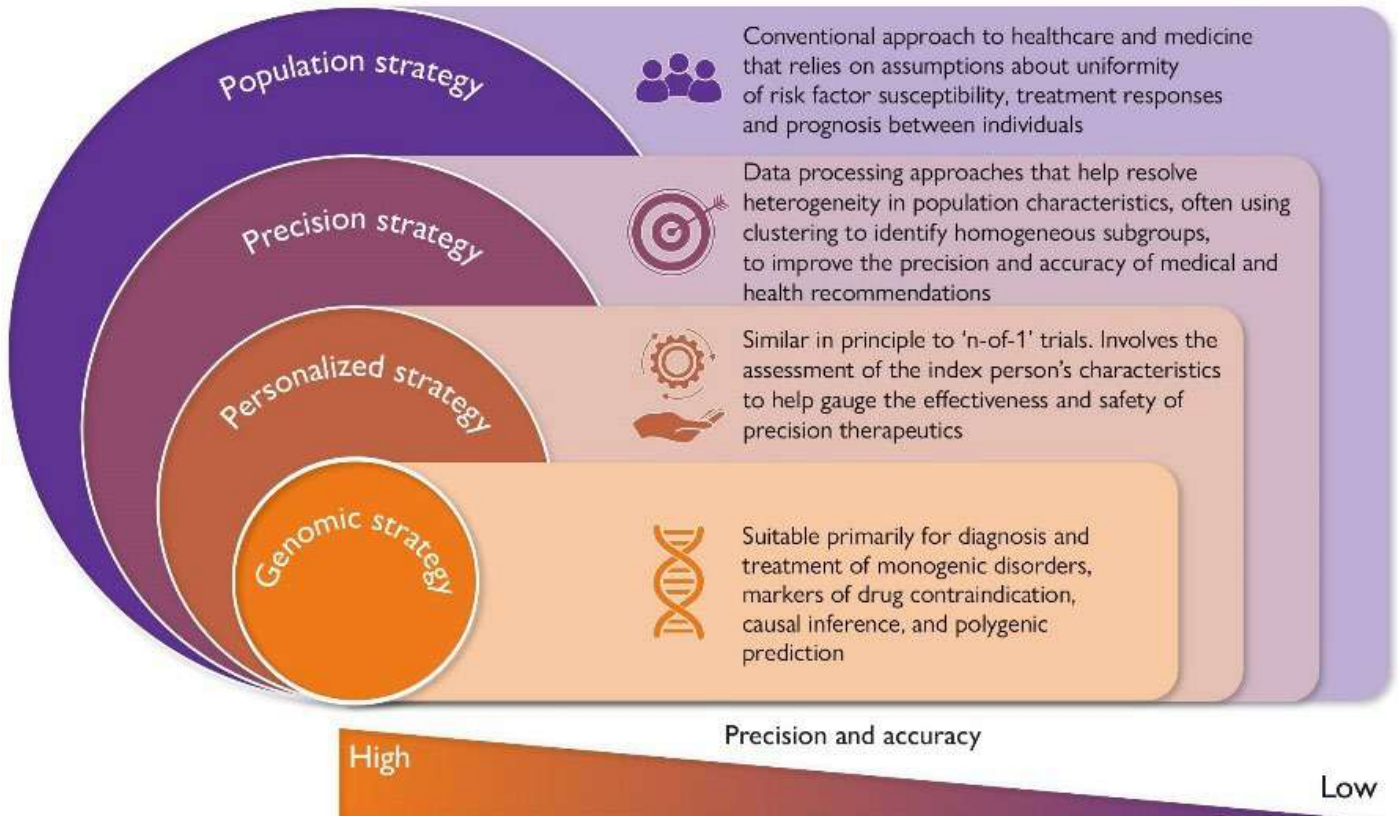 Population strategy
Conventional approach to healthcare and medicine
that relies on assumptions about uniformity
of risk factor susceptibility, treatment responses
and prognosis between individuals
Precision strategy
Data processing approaches that help resolve
heterogeneity in population characteristics, often using
clustering to identify homogeneous subgroups,
to improve the precision and accuracy of medical and
health recommendations
Personalized strategy
Similar in principle to ‘n-of-1’ trials. Involves the
assessment of the index person’s characteristics
to help gauge the effectiveness and safety of
precision therapeutics
Genomic strategy
Suitable primarily for diagnosis and
treatment of monogenic disorders,
markers of drug contraindication,
causal inference, and polygenic
prediction
Precision and accuracy
High
Low